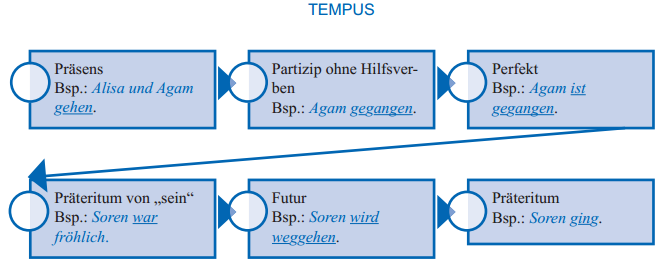 TEMPUS
Präsens
Bsp.: Alisa und Agam
gehen.
Partizip ohne Hilfsver-
ben
Bsp.: Agam gegangen.
Perfekt
Bsp.: Agam ist
gegangen.
Präteritum von „sein“
Bsp.: Soren war
fröhlich.
Futur
Bsp.: Soren wird
weggehen.
Präteritum
Bsp.: Soren ging.